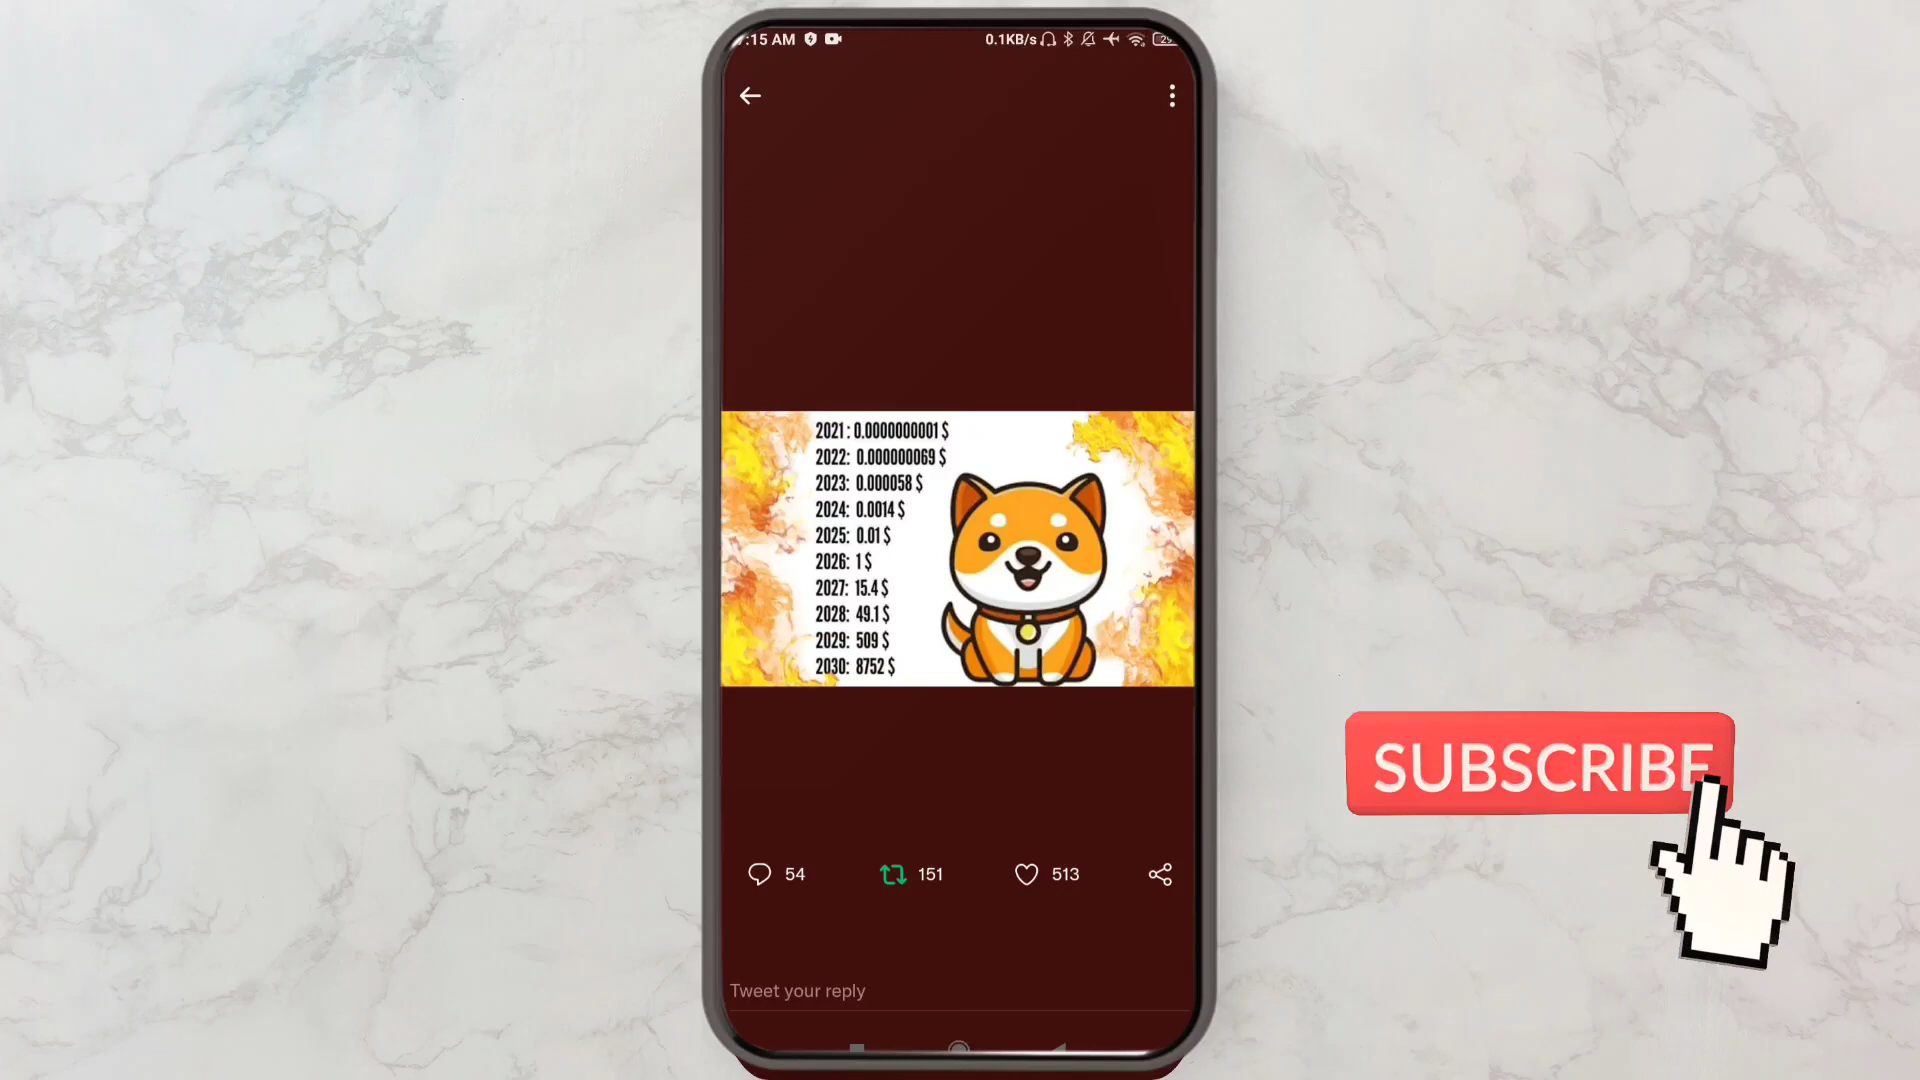 :15 AM
0.1KB/s
29
2021 : 0.0000000001 $
2022: 0.000000069 $
2023: 0.000058 $
2024: 0.0014 $
2025: 0.01 $
2026: 1 $
2027: 15.4 $
2028: 49.1 $
2029: 509 $
2030: 8752 $
SUBSCRIBE
54
151
513
Tweet your reply